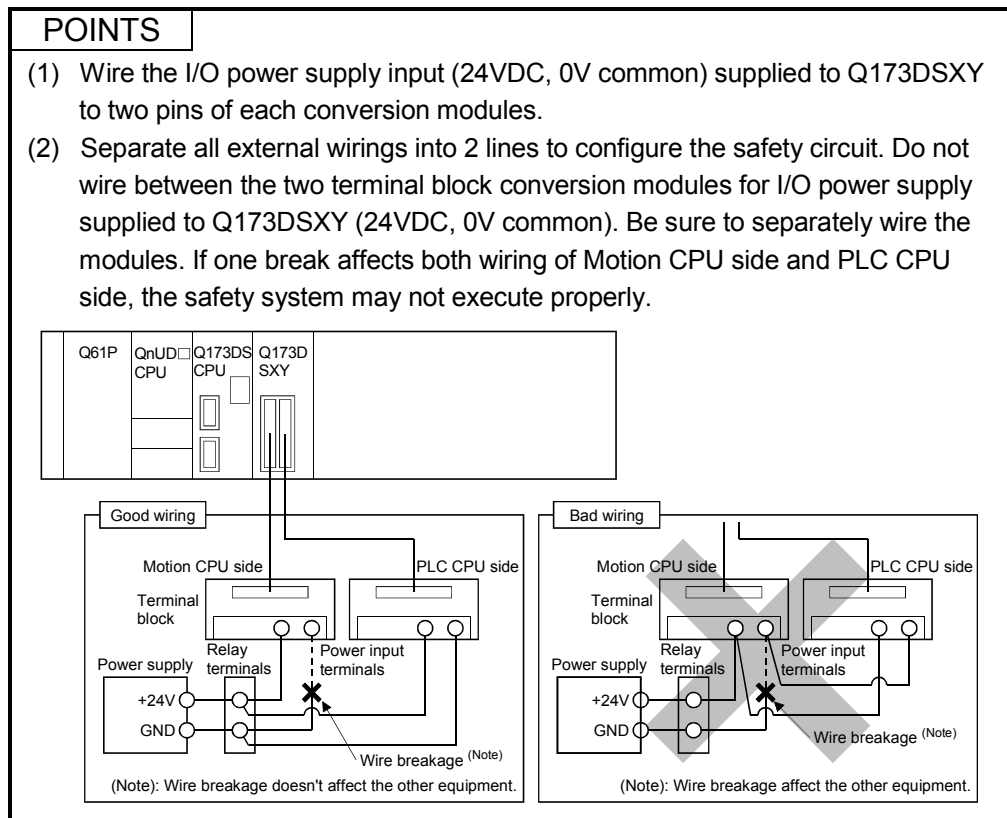 POINTS
(1) Wire the I/O power supply input (24VDC, 0V common) supplied to Q173DSXY
to two pins of each conversion modules.
(2) Separate all external wirings into 2 lines to configure the safety circuit. Do not
wire between the two terminal block conversion modules for I/O power supply
supplied to Q173DSXY (24VDC, 0V common). Be sure to separately wire the
modules. If one break affects both wiring of Motion CPU side and PLC CPU
side, the safety system may not execute properly.
Q61P
QnUD□
CPU
Q173DS
CPU
Q173D
SXY
Good wiring
Motion CPU side
PLC CPU side
Terminal
block
Relay
terminals
Power input
terminals
Power supply
+24V
GND
Wire breakage (Note)
(Note): Wire breakage doesn't affect the other equipment.
Bad wiring
Motion CPU side
PLC CPU side
Terminal
block
Relay
terminals
Power input
terminals
Power supply
+24V
GND
Wire breakage (Note)
(Note): Wire breakage affect the other equipment.